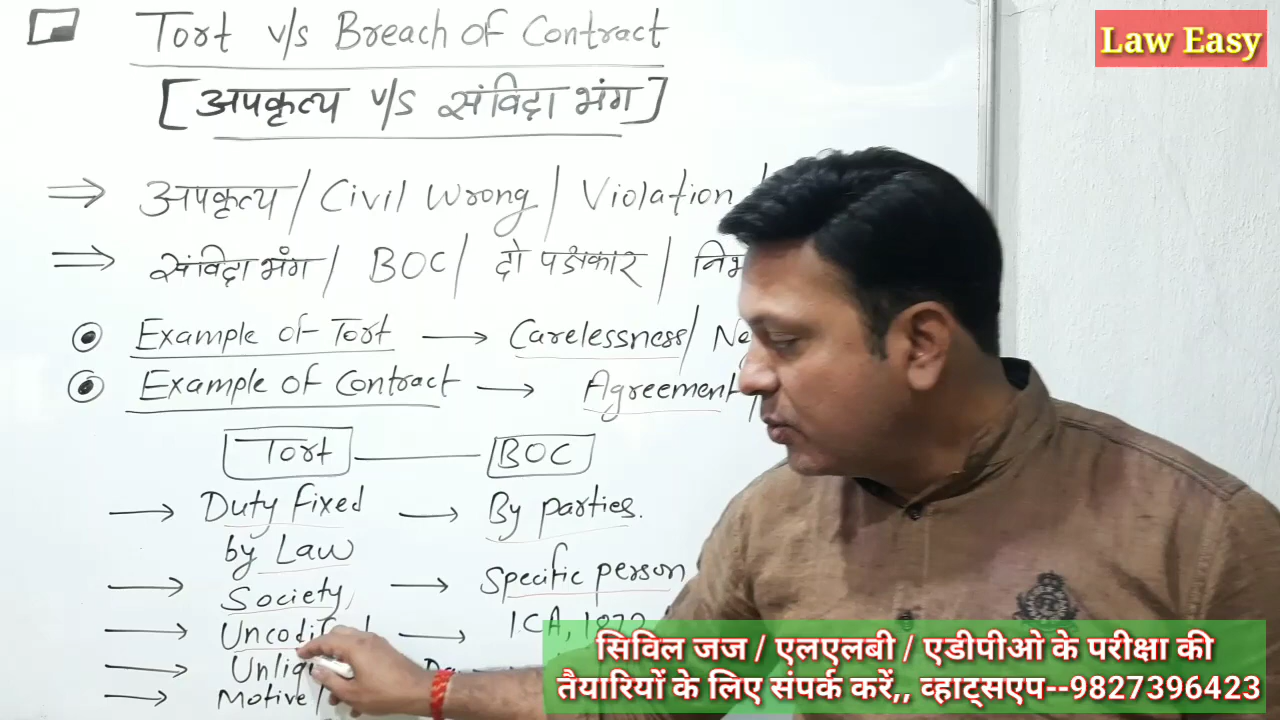 Tort v/s Breach of Contract
Law Easy
[अपकृत्य v/s संविदा भंग]
⇒ अपकृत्य / Civil Wrong / Violation /
⇒ संविदा भंग / BOC / दो पक्षकार /
Example of Tort → Carelessness /
Example of Contract → Agreement /
Tort — BOC
→ Duty fixed → By parties.
by Law
→ Society, → Specific person
→ → ICA, 1872
→
→ Motive /
सिविल जज / एलएलबी / एडीपीओ के परीक्षा की
तैयारियों के लिए संपर्क करें,, व्हाट्सएप--9827396423